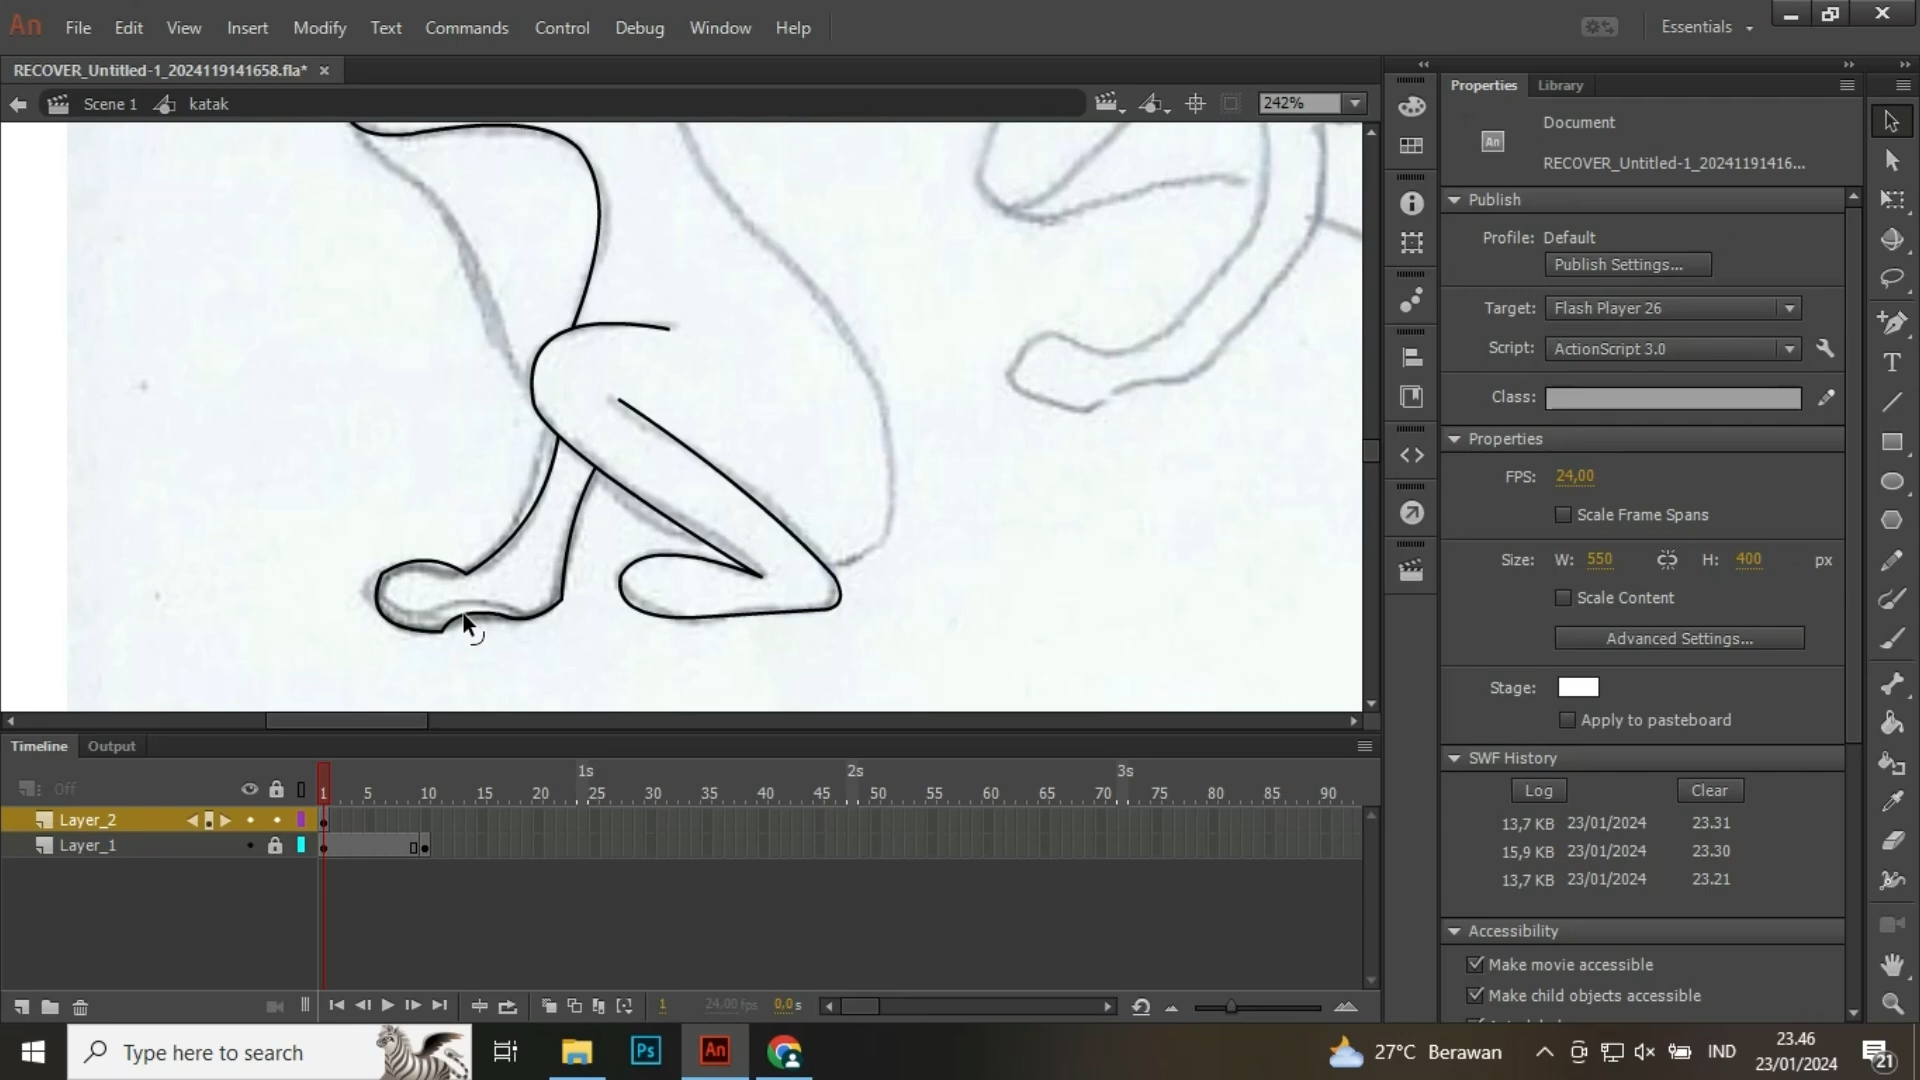 An File Edit View Insert Modify Text Commands Control Debug Window Help Essentials
RECOVER_Untitled-1_2024119141658.fla* ×
Scene 1 katak 242%
Properties Library
Document
An RECOVER_Untitled-1_20241191416...
Publish
Profile: Default
Publish Settings...
Target: Flash Player 26
Script: ActionScript 3.0
Class:
Properties
FPS: 24,00
Scale Frame Spans
Size: W: 550 H: 400 px
Scale Content
Advanced Settings...
Stage:
Apply to pasteboard
SWF History
Log Clear
13,7 KB 23/01/2024 23.31
15,9 KB 23/01/2024 23.30
13,7 KB 23/01/2024 23.21
Accessibility
Make movie accessible
Make child objects accessible
Timeline Output
Off
1s 2s 3s
1 5 10 15 20 25 30 35 40 45 50 55 60 65 70 75 80 85 90
Layer_2
Layer_1
1 24,00 fps 0,0 s
Type here to search
Ps An
27°C Berawan
IND
23.46
23/01/2024
21